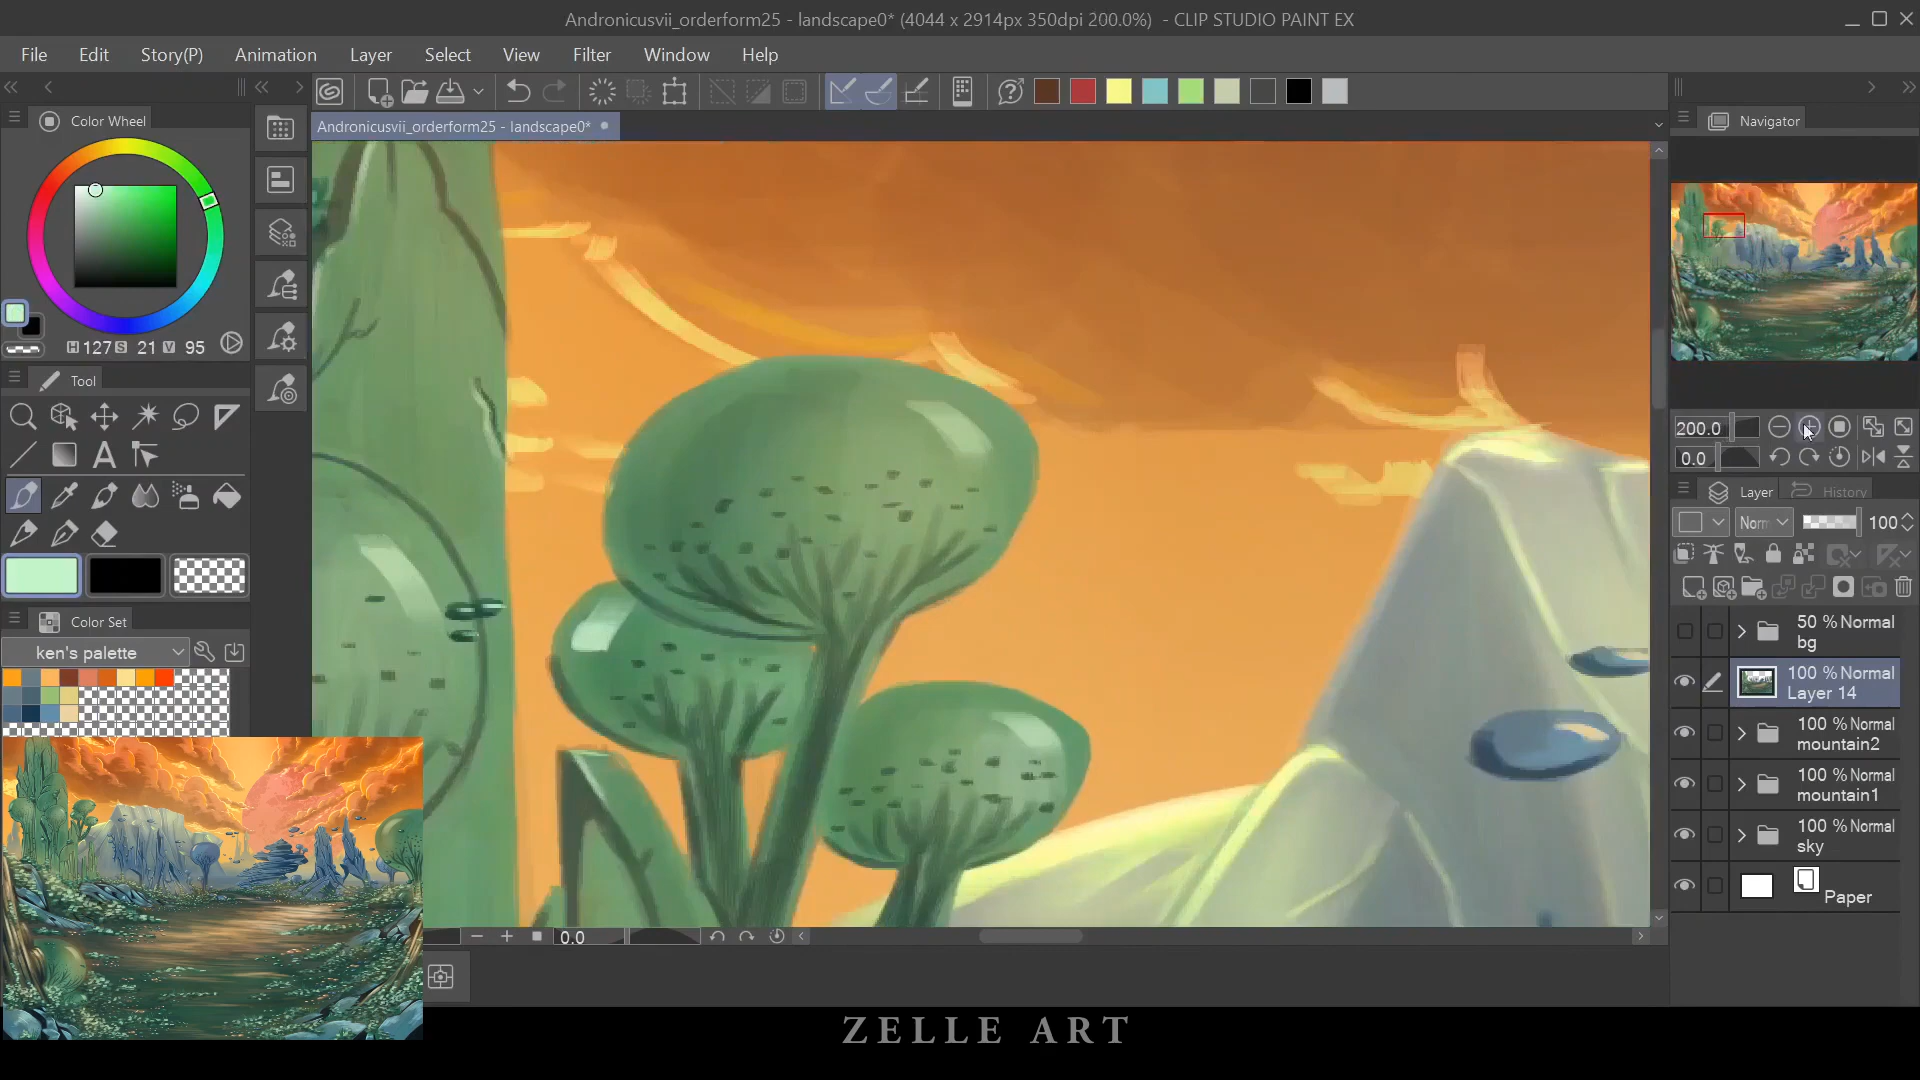 Andronicusvii_orderform25 - landscape0* (4044 x 2914px 350dpi 200.0%) - CLIP STUDIO PAINT EX
File Edit Story(P) Animation Layer Select View Filter Window Help
Color Wheel
Andronicusvii_orderform25 - landscape0*
Navigator
H 127 S 21 V 95
Tool
200.0
0.0
Layer History
Norm 100
Color Set
ken's palette
50 % Normal
bg
100 % Normal
Layer 14
100 % Normal
mountain2
100 % Normal
mountain1
100 % Normal
sky
Paper
0.0
ZELLE ART